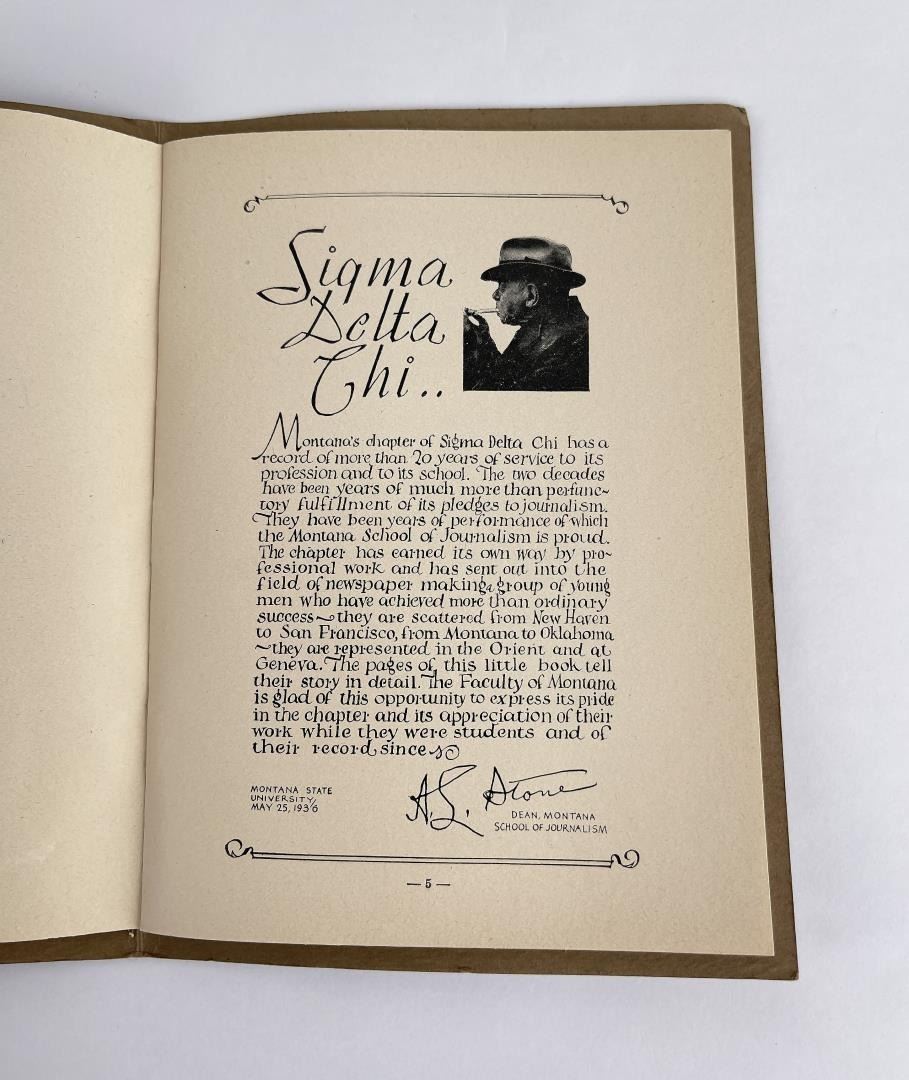 Sigma
Delta
Chi..
Montana's chapter of Sigma Delta Chi has a
record of more than 20 years of service to its
profession and to its school. The two decades
have been years of much more than perfunc~
tory fulfillment of its pledges to journalism.
They have been years of performance of which
the Montana School of Journalism is proud.
The chapter has earned its own way by pro~
fessional work and has sent out into the
field of newspaper making a group of young
men who have achieved more than ordinary
success~they are scattered from New Haven
to San Francisco, from Montana to Oklahoma
~they are represented in the Orient and at
Geneva. The pages of this little book tell
their story in detail. The Faculty of Montana
is glad of this opportunity to express its pride
in the chapter and its appreciation of their
work while they were students and of
their record since
A.L. Stone
MONTANA STATE
UNIVERSITY,
MAY 25, 1936
DEAN, MONTANA
SCHOOL OF JOURNALISM
— 5 —